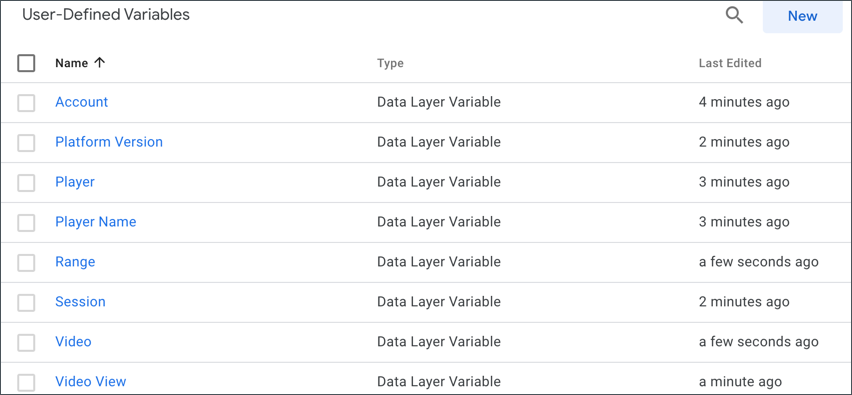 User-Defined Variables New
Name Type Last Edited
Account Data Layer Variable 4 minutes ago
Platform Version Data Layer Variable 2 minutes ago
Player Data Layer Variable 3 minutes ago
Player Name Data Layer Variable 3 minutes ago
Range Data Layer Variable a few seconds ago
Session Data Layer Variable 2 minutes ago
Video Data Layer Variable a few seconds ago
Video View Data Layer Variable a minute ago